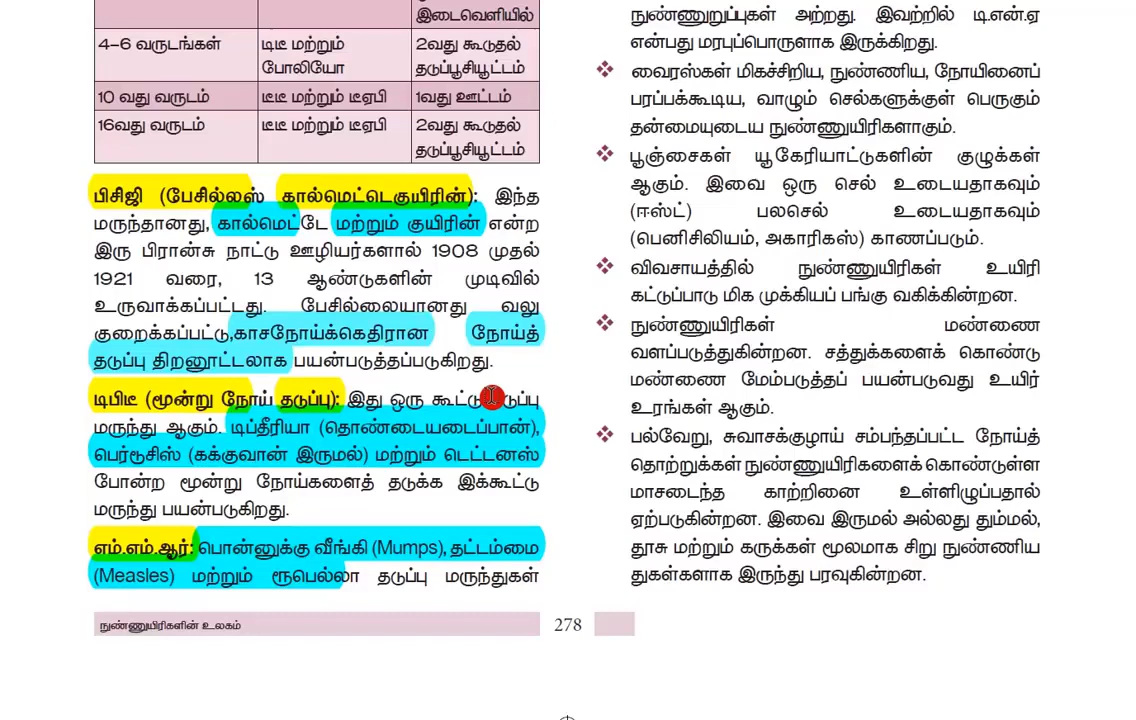 இடைவெளியில்
4–6 வருடங்கள் டிடீ மற்றும் 2வது கூடுதல்
போலியோ தடுப்பூசியூட்டம்
10 வது வருடம் டீடீ மற்றும் டீஏபி 1வது ஊட்டம்
16வது வருடம் டீடீ மற்றும் டீஏபி 2வது கூடுதல்
தடுப்பூசியூட்டம்
பிசிஜி (பேசில்லஸ் கால்மெட்டெகுயிரின்): இந்த
மருந்தானது, கால்மெட்டே மற்றும் குயிரின் என்ற
இரு பிரான்சு நாட்டு ஊழியர்களால் 1908 முதல்
1921 வரை, 13 ஆண்டுகளின் முடிவில்
உருவாக்கப்பட்டது. பேசில்லையானது வலு
குறைக்கப்பட்டு,காசநோய்க்கெதிரான நோய்த்
தடுப்பு திறனூட்டலாக பயன்படுத்தப்படுகிறது.
டிபிடீ (மூன்று நோய் தடுப்பு): இது ஒரு கூட்டு
மருந்து ஆகும். டிப்தீரியா (தொண்டையடைப்பான்),
பெர்டூசிஸ் (கக்குவான் இருமல்) மற்றும் டெட்டனஸ்
போன்ற மூன்று நோய்களைத் தடுக்க இக்கூட்டு
மருந்து பயன்படுகிறது.
எம்.எம்.ஆர்: பொன்னுக்கு வீங்கி (Mumps), தட்டம்மை
(Measles) மற்றும் ரூபெல்லா தடுப்பு மருந்துகள்
நுண்ணுறுப்புகள் அற்றது. இவற்றில் டி.என்.ஏ
என்பது மரபுப்பொருளாக இருக்கிறது.
❖ வைரஸ்கள் மிகச்சிறிய, நுண்ணிய, நோயினைப்
பரப்பக்கூடிய, வாழும் செல்களுக்குள் பெருகும்
தன்மையுடைய நுண்ணுயிரிகளாகும்.
❖ பூஞ்சைகள் யூகேரியாட்டுகளின் குழுக்கள்
ஆகும். இவை ஒரு செல் உடையதாகவும்
(ஈஸ்ட்) பலசெல் உடையதாகவும்
(பெனிசிலியம், அகாரிகஸ்) காணப்படும்.
❖ விவசாயத்தில் நுண்ணுயிரிகள் உயிரி
கட்டுப்பாடு மிக முக்கியப் பங்கு வகிக்கின்றன.
❖ நுண்ணுயிரிகள் மண்ணை
வளப்படுத்துகின்றன. சத்துக்களைக் கொண்டு
மண்ணை மேம்படுத்தப் பயன்படுவது உயிர்
உரங்கள் ஆகும்.
❖ பல்வேறு, சுவாசக்குழாய் சம்பந்தப்பட்ட நோய்த்
தொற்றுக்கள் நுண்ணுயிரிகளைக் கொண்டுள்ள
மாசடைந்த காற்றினை உள்ளிழுப்பதால்
ஏற்படுகின்றன. இவை இருமல் அல்லது தும்மல்,
தூசு மற்றும் கருக்கள் மூலமாக சிறு நுண்ணிய
துகள்களாக இருந்து பரவுகின்றன.
நுண்ணுயிரிகளின் உலகம் 278